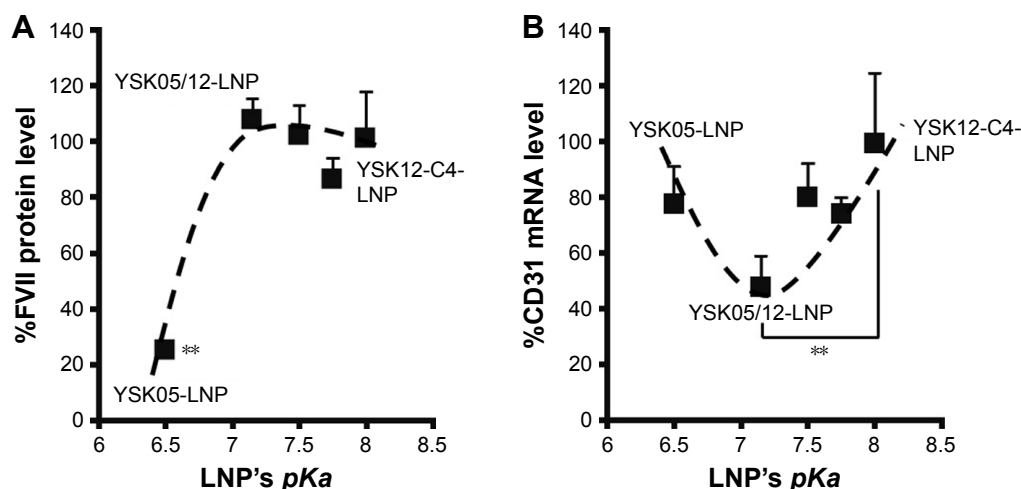 A
%FVII protein level
140
120
100
80
60
40
20
0
YSK05/12-LNP
YSK12-C4-
LNP
**
YSK05-LNP
6
6.5
7
7.5
8
8.5
LNP's pKa
B
%CD31 mRNA level
140
120
100
80
60
40
20
0
YSK05-LNP
YSK12-C4-
LNP
YSK05/12-LNP
**
6
6.5
7
7.5
8
8.5
LNP's pKa